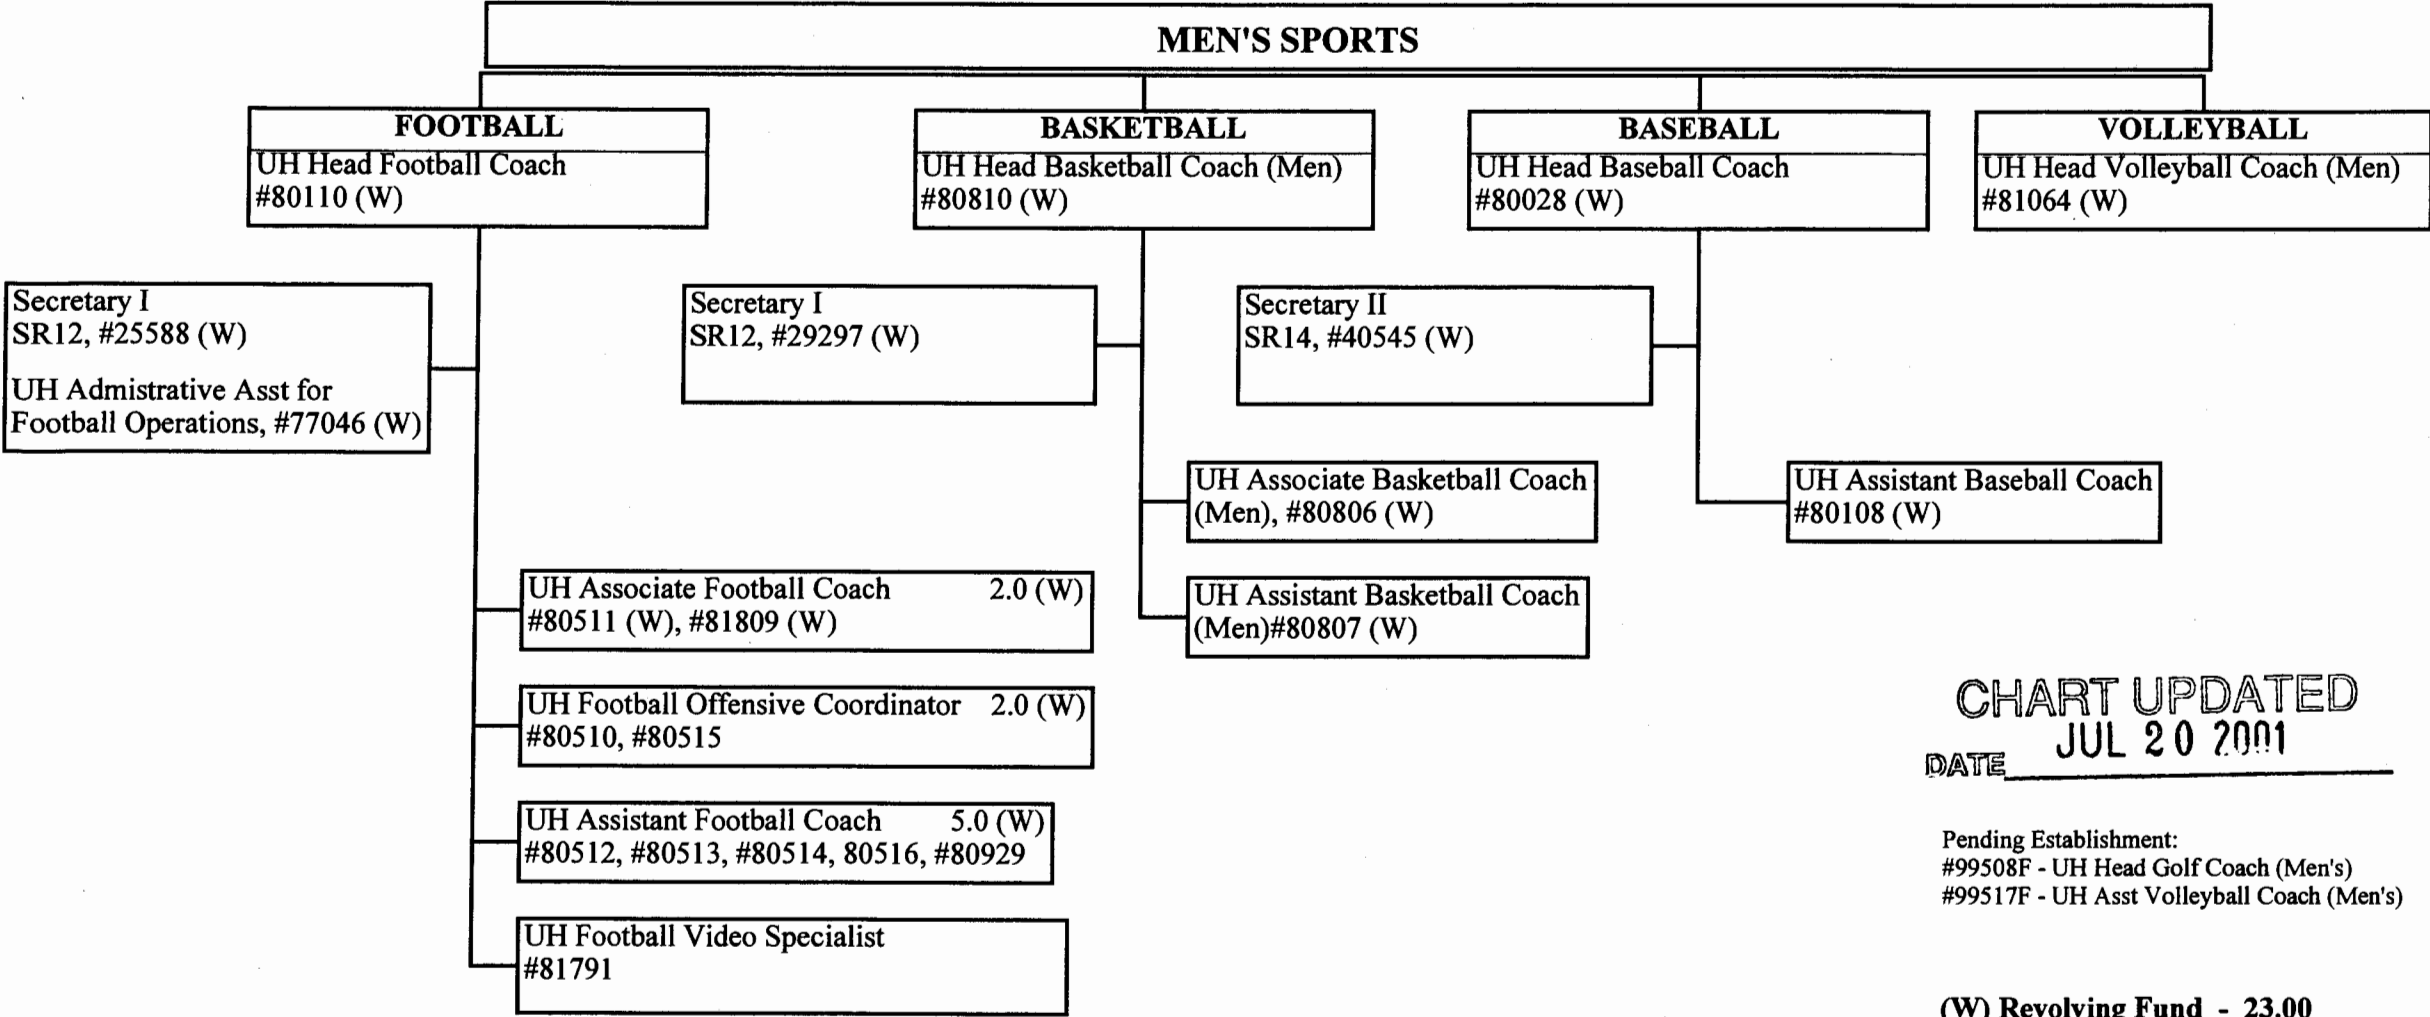 MEN'S SPORTS
FOOTBALL
UH Head Football Coach
#80110 (W)
BASKETBALL
UH Head Basketball Coach (Men)
#80810 (W)
BASEBALL
UH Head Baseball Coach
#80028 (W)
VOLLEYBALL
UH Head Volleyball Coach (Men)
#81064 (W)
Secretary I
SR12, #25588 (W)
UH Admistrative Asst for
Football Operations, #77046 (W)
Secretary I
SR12, #29297 (W)
Secretary II
SR14, #40545 (W)
UH Associate Basketball Coach
(Men), #80806 (W)
UH Assistant Baseball Coach
#80108 (W)
UH Associate Football Coach 2.0 (W)
#80511 (W), #81809 (W)
UH Assistant Basketball Coach
(Men)#80807 (W)
UH Football Offensive Coordinator 2.0 (W)
#80510, #80515
UH Assistant Football Coach 5.0 (W)
#80512, #80513, #80514, 80516, #80929
UH Football Video Specialist
#81791
CHART UPDATED
DATE JUL 20 2001
Pending Establishment:
#99508F - UH Head Golf Coach (Men's)
#99517F - UH Asst Volleyball Coach (Men's)
(W) Revolving Fund - 23.00